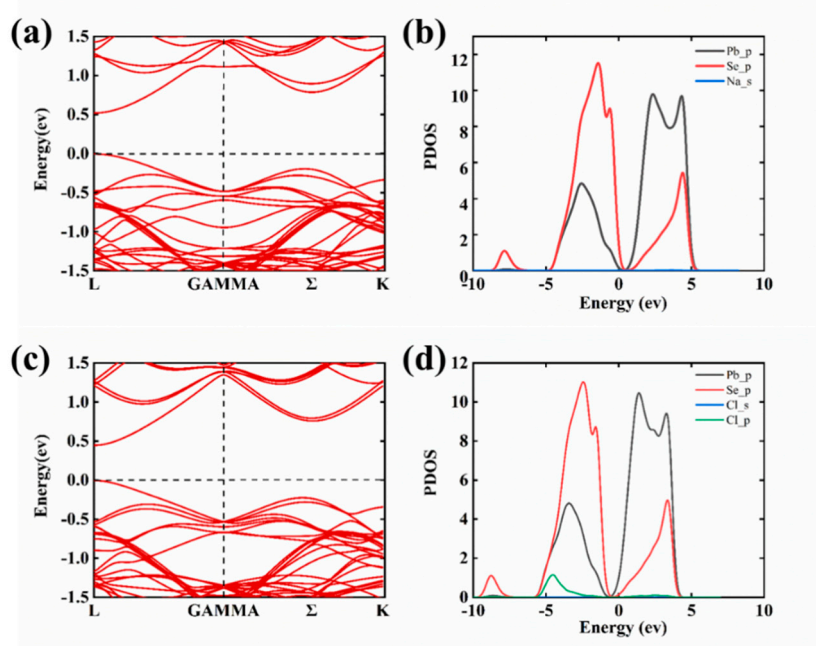 (a)
Energy(ev)
1.5
1.0
0.5
0.0
-0.5
-1.0
-1.5
L GAMMA Σ K
(b)
PDOS
12
10
8
6
4
2
0
-10 -5 0 5 10
Energy (ev)
Pb_p
Se_p
Na_s
(c)
Energy(ev)
1.5
1.0
0.5
0.0
-0.5
-1.0
-1.5
L GAMMA Σ K
(d)
PDOS
12
10
8
6
4
2
0
-10 -5 0 5 10
Energy (ev)
Pb_p
Se_p
Cl_s
Cl_p